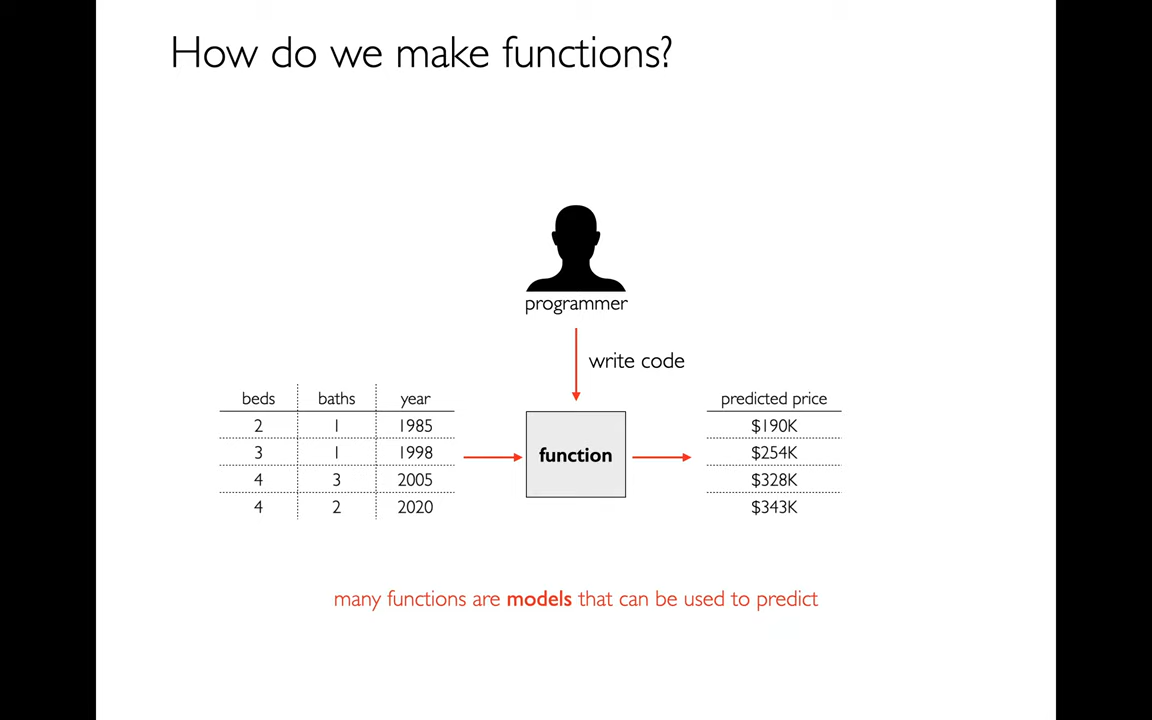 How do we make functions?
programmer
write code
beds baths year
2 1 1985
3 1 1998
4 3 2005
4 2 2020
function
predicted price
$190K
$254K
$328K
$343K
many functions are models that can be used to predict